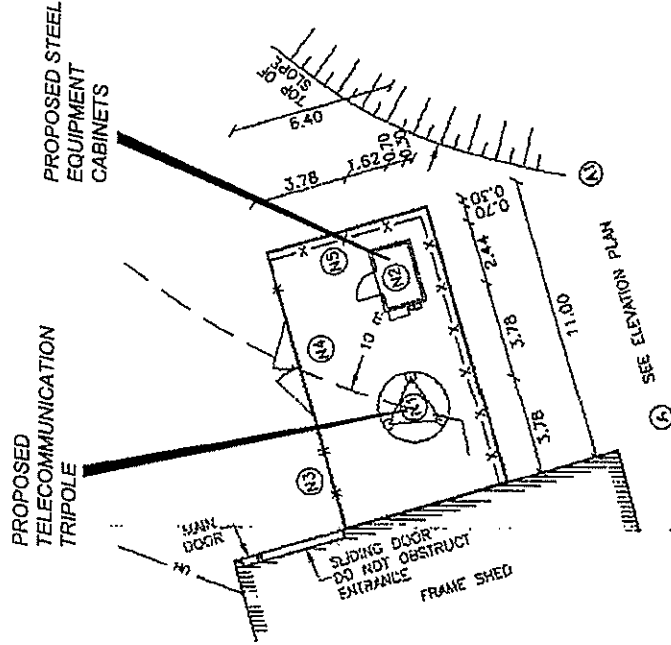 PROPOSED STEEL
EQUIPMENT
CABINETS
PROPOSED
TELECOMMUNICATION
TRIPOLE
TOP OF
SLOPE
6.40
3.78
1.62
0.70
0.30
N5
N2
N4
10
N1
N3
MAIN
DOOR
SLIDING DOOR
DO NOT OBSTRUCT
ENTRANCE
FRAME SHED
0.30
0.70
2.44
3.78
3.78
11.00
SEE ELEVATION PLAN